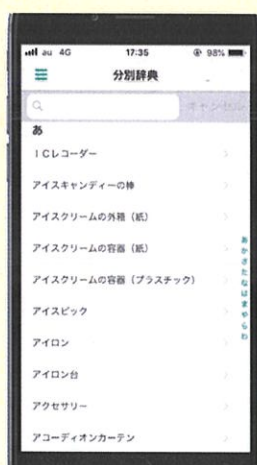 au 4G 17:35 98%
分別辞典
キャンセル
あ
ICレコーダー
アイスキャンディーの棒
アイスクリームの外箱（紙）
アイスクリームの容器（紙）
アイスクリームの容器（プラスチック）
アイスピック
アイロン
アイロン台
アクセサリー
アコーディオンカーテン
あ
か
さ
た
な
は
ま
や
ら
わ